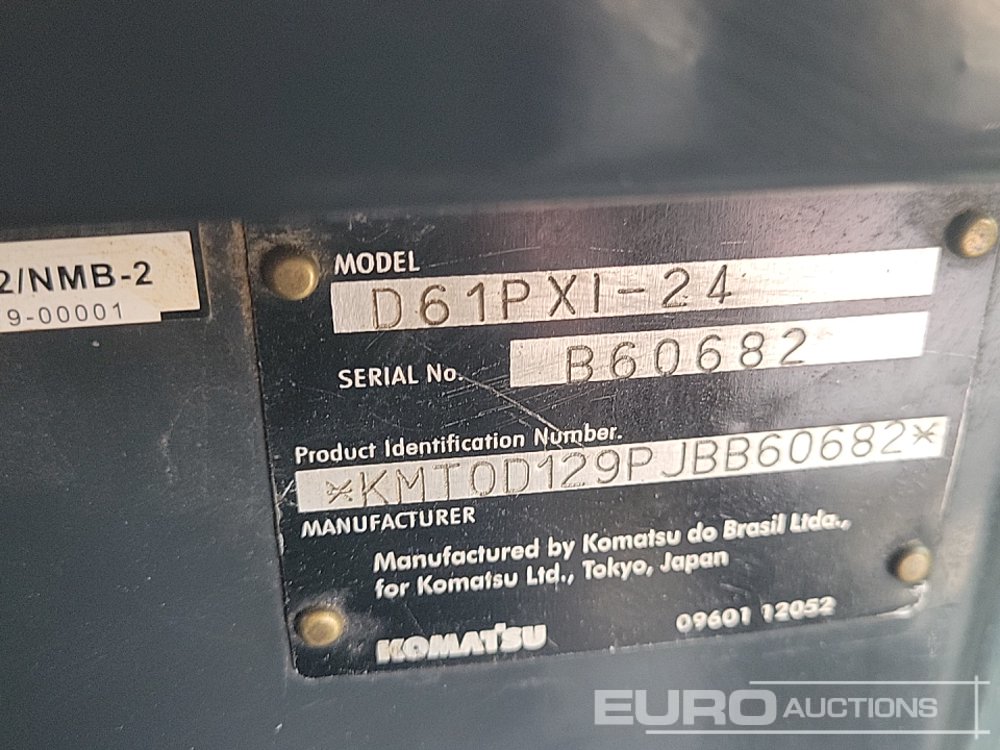 2/NMB-2
9-00001
MODEL
D61PXI-24
SERIAL No.
B60682
Product Identification Number.
*KMT0D129PJBB60682*
MANUFACTURER
Manufactured by Komatsu do Brasil Ltda.,
for Komatsu Ltd., Tokyo, Japan
KOMATSU
09601 12052
EURO AUCTIONS